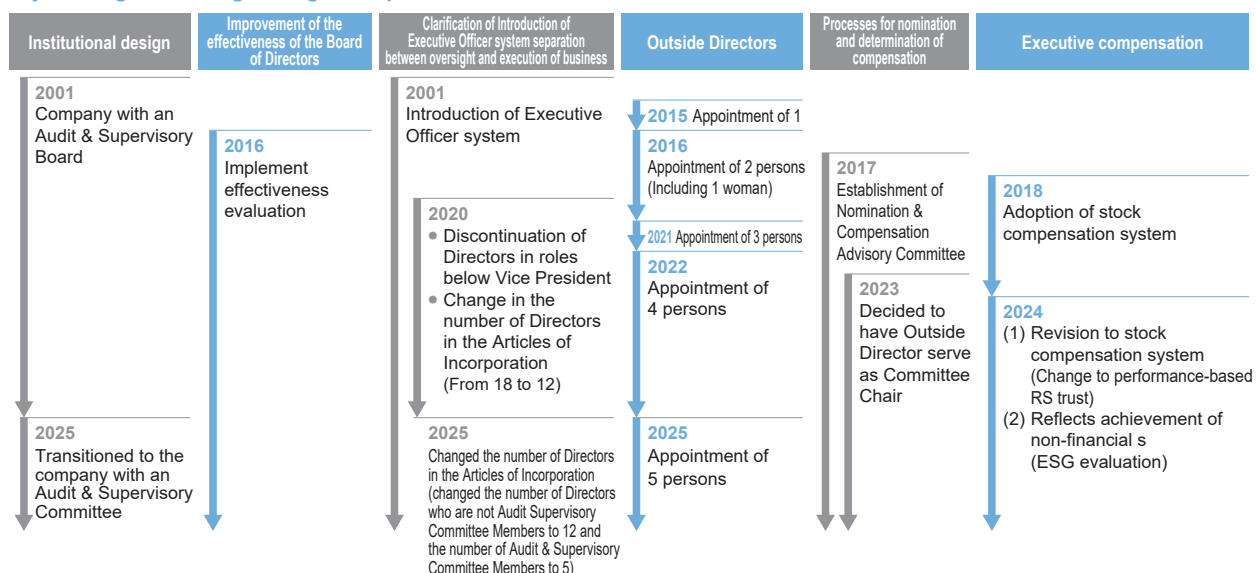 Institutional design
Improvement of the
effectiveness of the Board
of Directors
Clarification of Introduction of
Executive Officer system separation
between oversight and execution of business
Outside Directors
Processes for nomination
and determination of
compensation
Executive compensation
2001
Company with an
Audit & Supervisory
Board
2025
Transitioned to the
company with an
Audit & Supervisory
Committee
2016
Implement
effectiveness
evaluation
2001
Introduction of Executive
Officer system
2020
• Discontinuation of
Directors in roles
below Vice President
• Change in the
number of Directors
in the Articles of
Incorporation
(From 18 to 12)
2025
Changed the number of Directors
in the Articles of Incorporation
(changed the number of Directors
who are not Audit Supervisory
Committee Members to 12 and
the number of Audit & Supervisory
Committee Members to 5)
2015 Appointment of 1
2016
Appointment of 2 persons
(Including 1 woman)
2021 Appointment of 3 persons
2022
Appointment of
4 persons
2025
Appointment of
5 persons
2017
Establishment of
Nomination &
Compensation
Advisory Committee
2023
Decided to
have Outside
Director serve
as Committee
Chair
2018
Adoption of stock
compensation system
2024
(1) Revision to stock
compensation system
(Change to performance-based
RS trust)
(2) Reflects achievement of
non-financial s
(ESG evaluation)